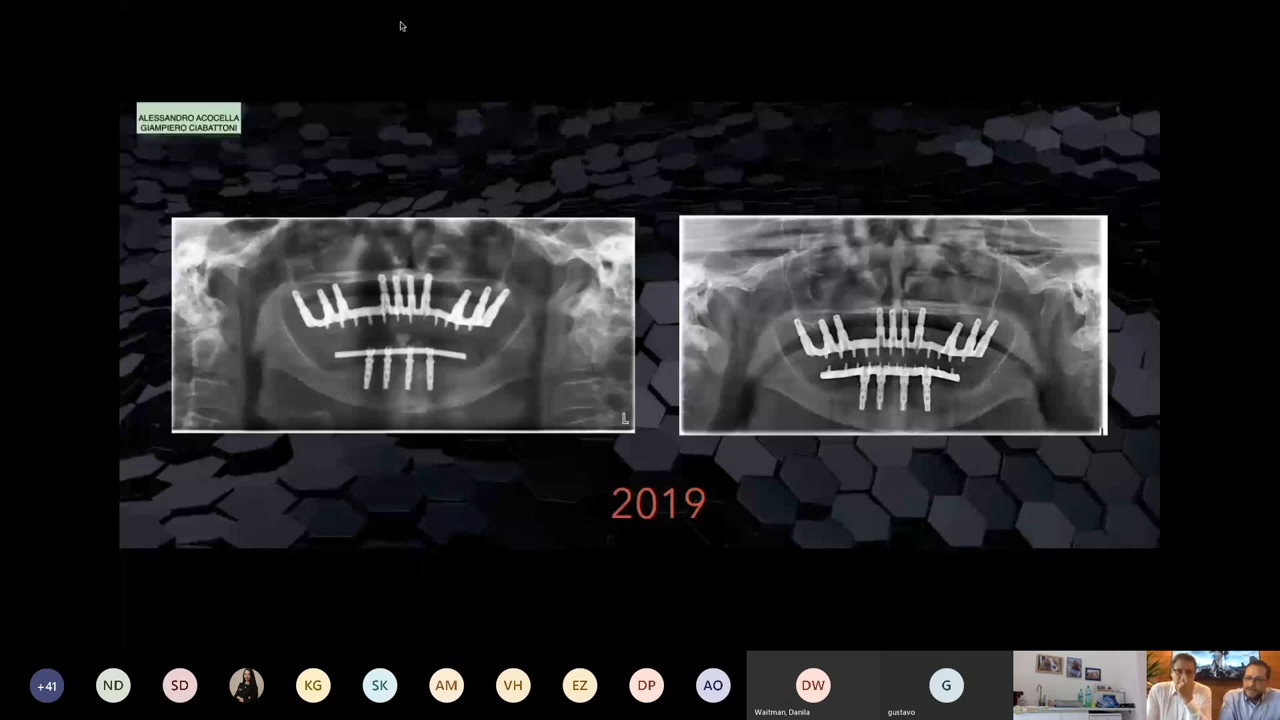 ALESSANDRO ACOCELLA
GIAMPIERO CIABATTONI
L
2019
+41
ND
SD
KG
SK
AM
VH
EZ
DP
AO
DW
G
Waitman, Danila
gustavo